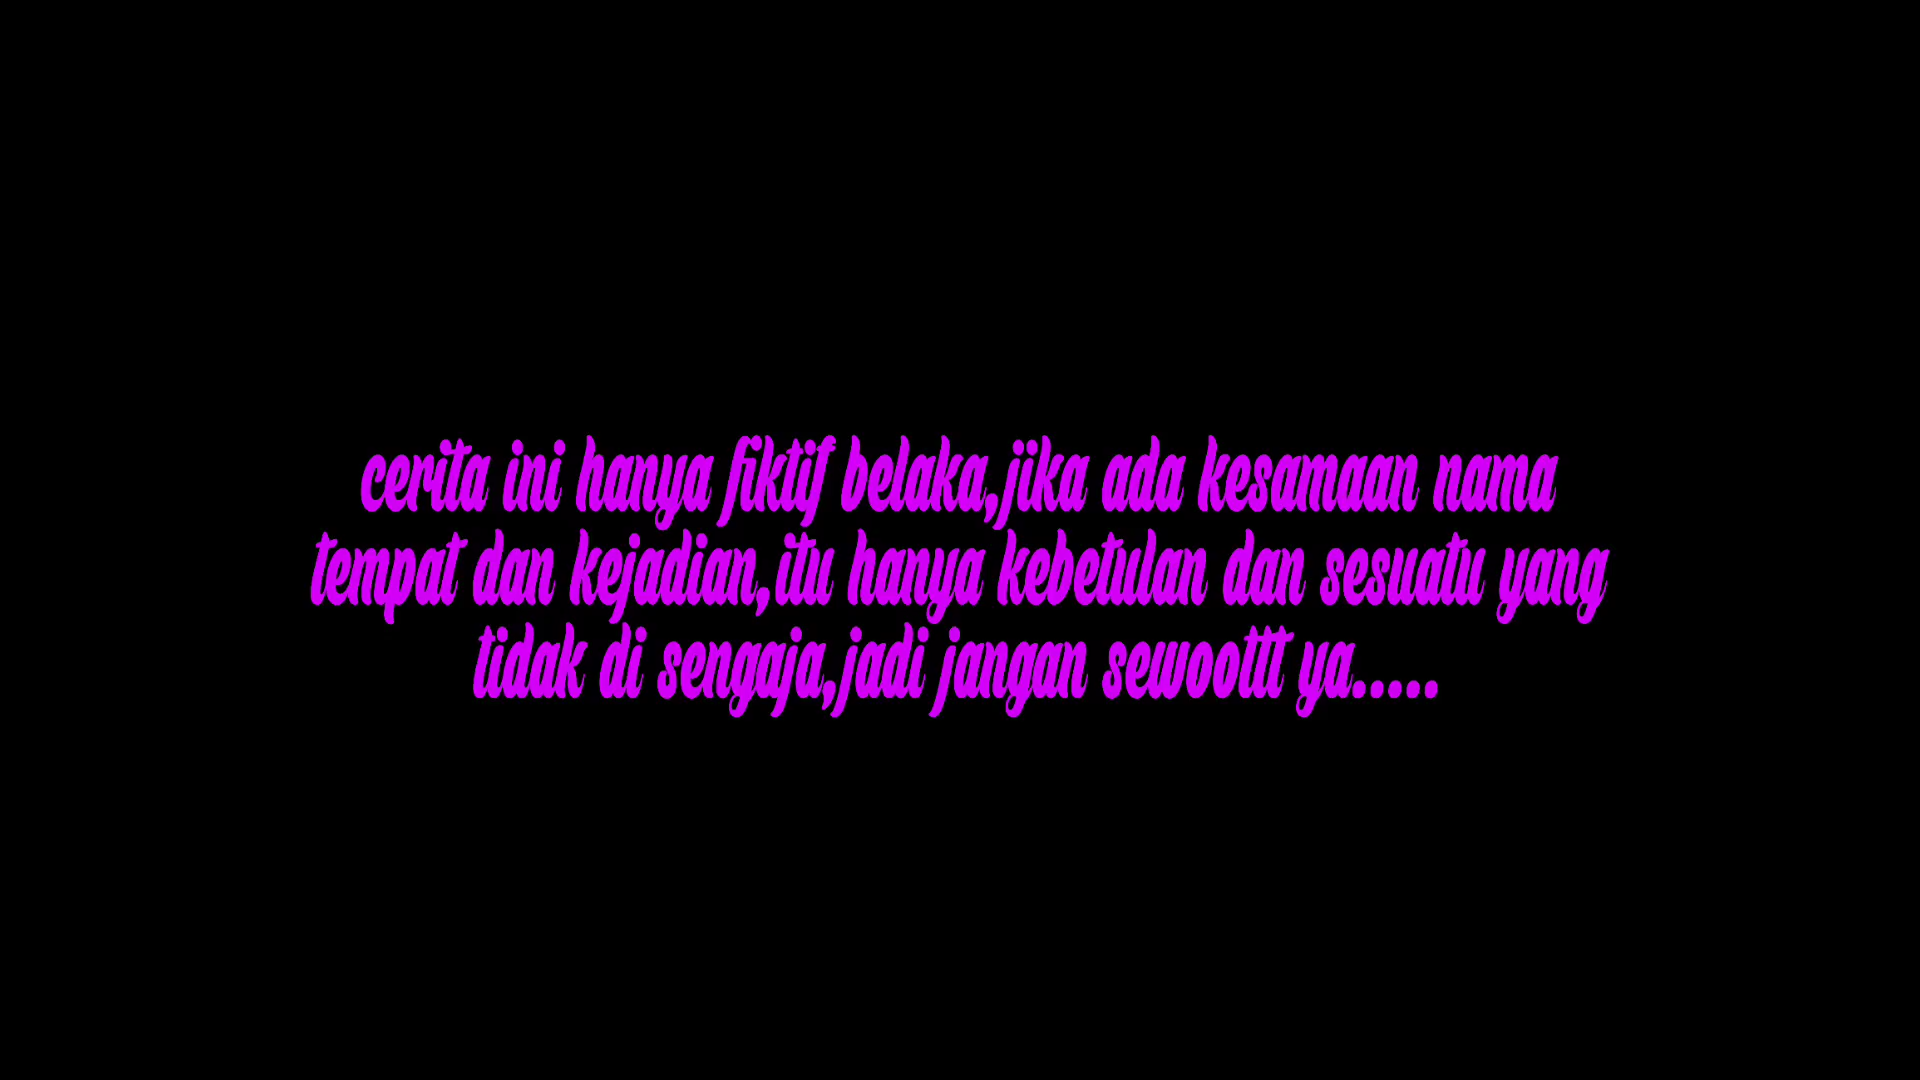 cerita ini hanya fiktif belaka,jika ada kesamaan nama
tempat dan kejadian,itu hanya kebetulan dan sesuatu yang
tidak di sengaja,jadi jangan sewoottt ya.....